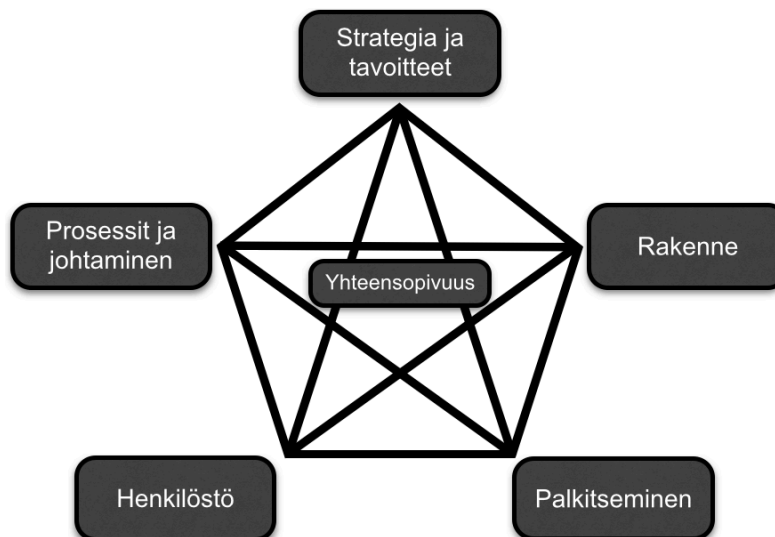 Strategia ja
tavoitteet
Prosessit ja
johtaminen
Rakenne
Yhteensopivuus
Henkilöstö
Palkitseminen